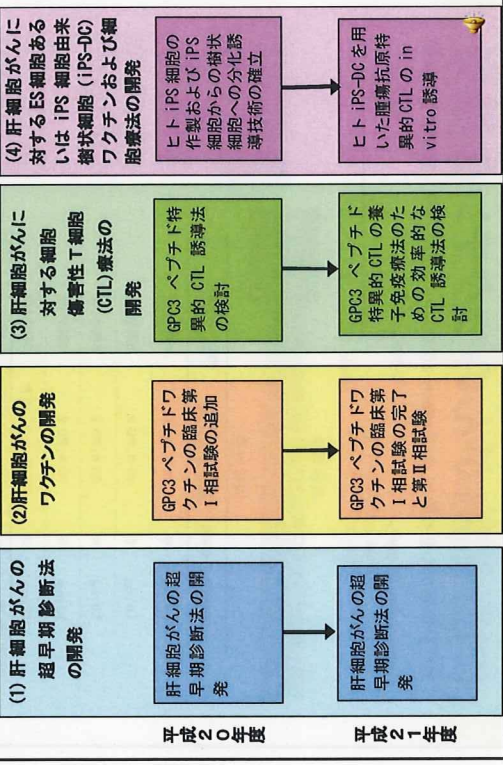 (1) 肝細胞がんの
超早期診断法
の開発
(2)肝細胞がんの
ワクチンの開発
(3) 肝細胞がんに
対する細胞
傷害性T細胞
(CTL)療法の
開発
(4) 肝細胞がんに
対する ES 細胞ある
いは iPS 細胞由来
樹状細胞 (iPS-DC)
ワクチンおよび細
胞療法の開発
平成20年度
肝細胞がんの超
早期診断法の開
発
GPC3 ペプチドワ
クチンの臨床第
Ⅰ相試験の追加
GPC3 ペプチド特
異的 CTL 誘導法
の検討
ヒト iPS 細胞の
作製および iPS
細胞からの樹状
細胞への分化誘
導技術の確立
平成21年度
肝細胞がんの超
早期診断法の開
発
GPC3 ペプチドワ
クチンの臨床第
Ⅰ相試験の完了
と第Ⅱ相試験
GPC3 ペプチド
特異的 CTL の養
子免疫療法のた
めの効率的な
CTL 誘導法の検
討
ヒト iPS-DC を用
いた腫瘍抗原特
異的 CTL の in
vitro 誘導